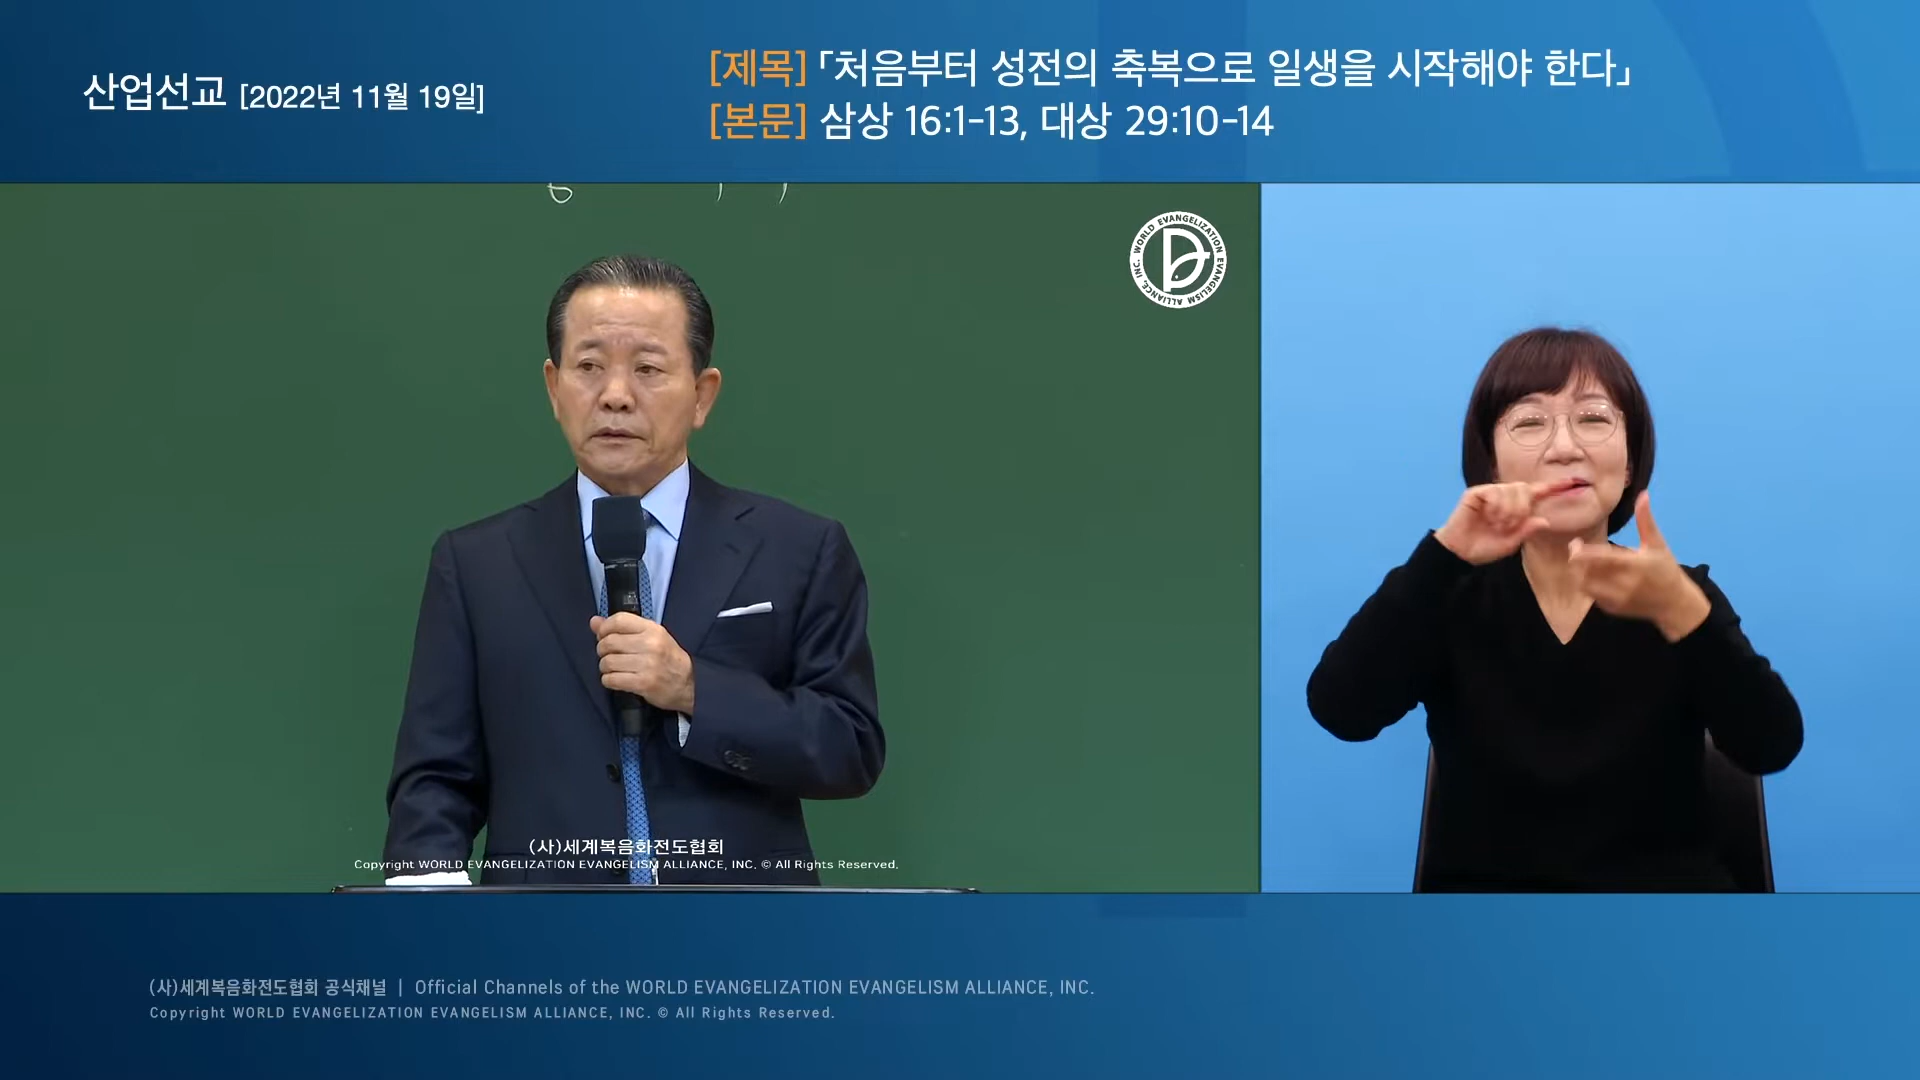 산업선교 [2022년 11월 19일]
[제목] 「처음부터 성전의 축복으로 일생을 시작해야 한다」
[본문] 삼상 16:1-13, 대상 29:10-14
WORLD EVANGELIZATION EVANGELISM ALLIANCE, INC.
(사)세계복음화전도협회
Copyright WORLD EVANGELIZATION EVANGELISM ALLIANCE, INC. © All Rights Reserved.
(사)세계복음화전도협회 공식채널 | Official Channels of the WORLD EVANGELIZATION EVANGELISM ALLIANCE, INC.
Copyright WORLD EVANGELIZATION EVANGELISM ALLIANCE, INC. © All Rights Reserved.